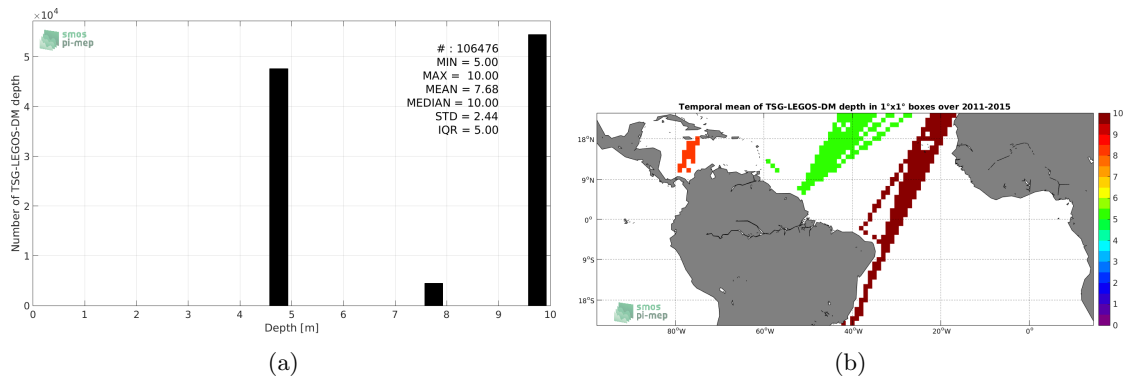 ×10⁴
smos
pi-mep
# : 106476
MIN = 5.00
MAX = 10.00
MEAN = 7.68
MEDIAN = 10.00
STD = 2.44
IQR = 5.00
Number of TSG-LEGOS-DM depth
5
4
3
2
1
0
0 1 2 3 4 5 6 7 8 9 10
Depth [m]
(a)
Temporal mean of TSG-LEGOS-DM depth in 1°x1° boxes over 2011-2015
18°N
9°N
0°
9°S
18°S
80°W 60°W 40°W 20°W 0°
smos
pi-mep
10
9
8
7
6
5
4
3
2
1
0
(b)